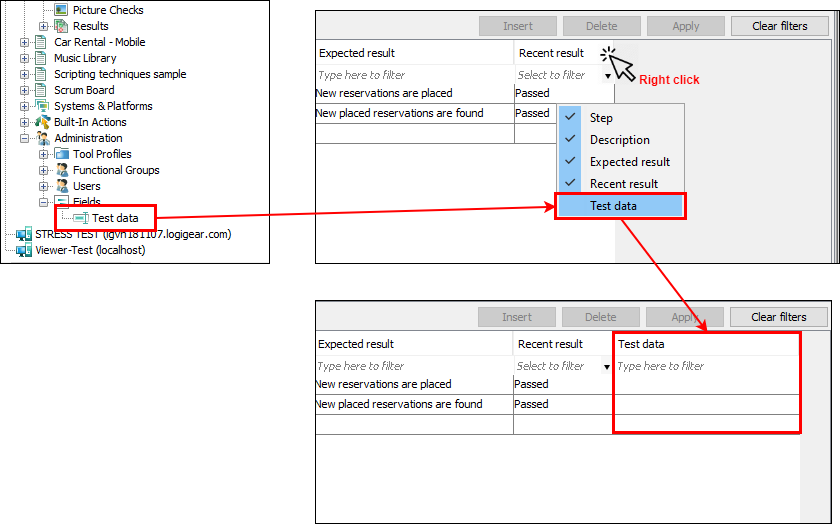 Picture Checks
Results
Car Rental - Mobile
Music Library
Scripting techniques sample
Scrum Board
Systems & Platforms
Built-In Actions
Administration
Tool Profiles
Functional Groups
Users
Fields
Test data
STRESS TEST (lgvn181107.logigear.com)
Viewer-Test (localhost)
Insert Delete Apply Clear filters
Expected result Recent result
Type here to filter Select to filter
Right click
New reservations are placed Passed
New placed reservations are found Passed
Step
Description
Expected result
Recent result
Test data
Insert Delete Apply Clear filters
Expected result Recent result Test data
Type here to filter Select to filter Type here to filter
New reservations are placed Passed
New placed reservations are found Passed